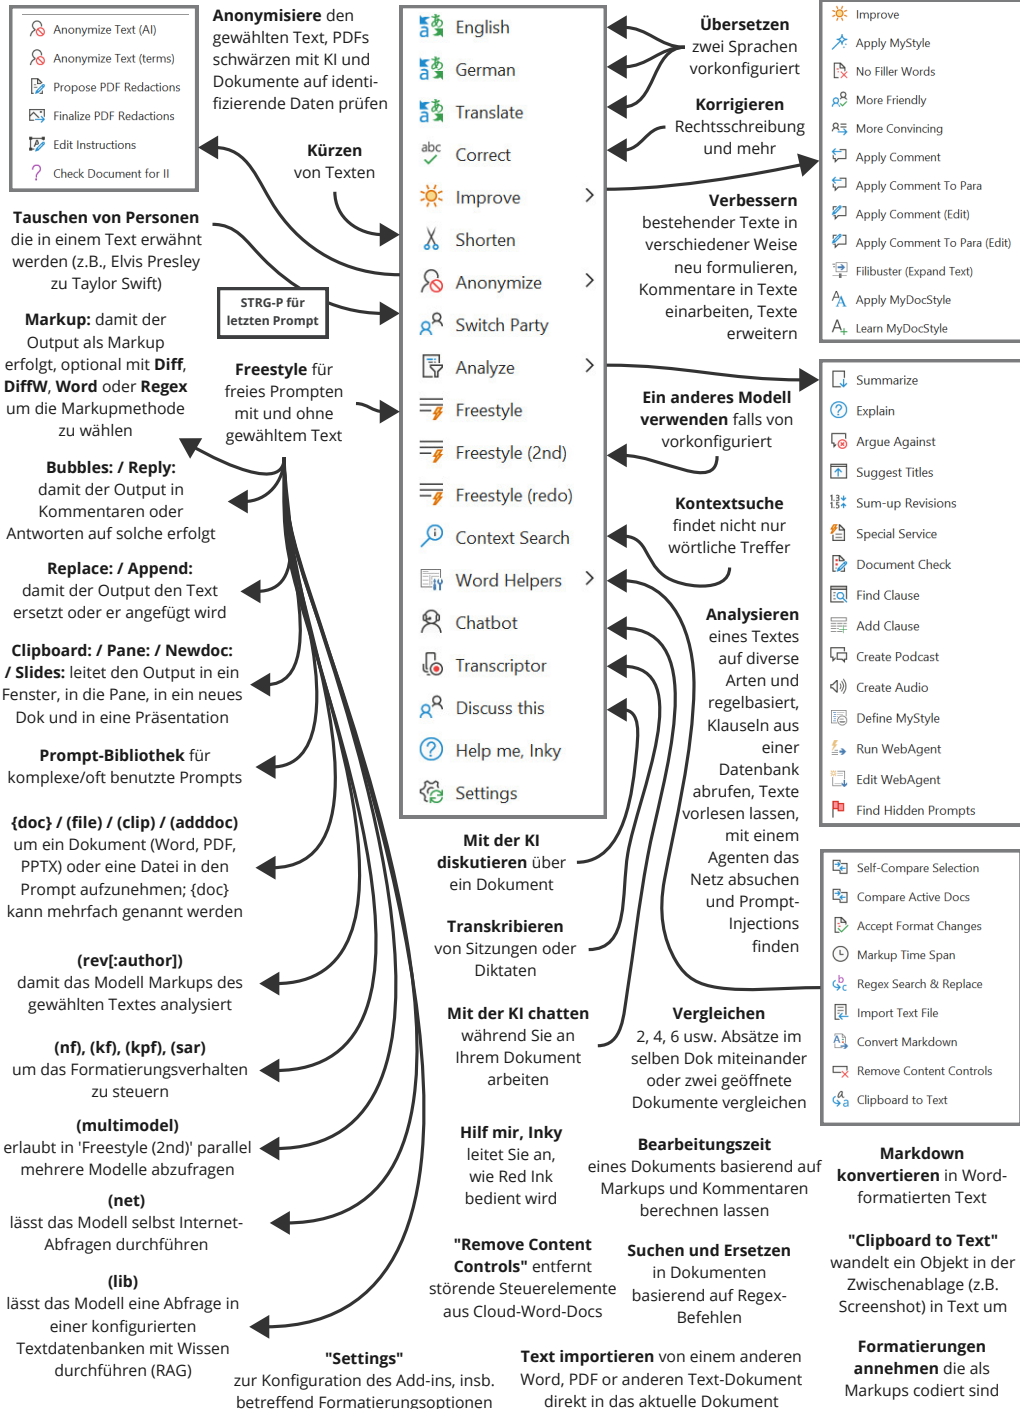 Anonymize Text (AI)
Anonymize Text (terms)
Propose PDF Redactions
Finalize PDF Redactions
Edit Instructions
Check Document for II
Anonymisiere den
gewählten Text, PDFs
schwärzen mit KI und
Dokumente auf identi-
fizierende Daten prüfen
Kürzen
von Texten
Tauschen von Personen
die in einem Text erwähnt
werden (z.B., Elvis Presley
zu Taylor Swift)
STRG-P für
letzten Prompt
Markup: damit der
Output als Markup
erfolgt, optional mit Diff,
DiffW, Word oder Regex
um die Markupmethode
zu wählen
Freestyle für
freies Prompten
mit und ohne
gewähltem Text
Bubbles: / Reply:
damit der Output in
Kommentaren oder
Antworten auf solche erfolgt
Replace: / Append:
damit der Output den Text
ersetzt oder er angefügt wird
Clipboard: / Pane: / Newdoc:
/ Slides: leitet den Output in ein
Fenster, in die Pane, in ein neues
Dok und in eine Präsentation
Prompt-Bibliothek für
komplexe/oft benutzte Prompts
{doc} / (file) / (clip) / (adddoc)
um ein Dokument (Word, PDF,
PPTX) oder eine Datei in den
Prompt aufzunehmen; {doc}
kann mehrfach genannt werden
(rev[:author])
damit das Modell Markups des
gewählten Textes analysiert
(nf), (kf), (kpf), (sar)
um das Formatierungsverhalten
zu steuern
(multimodel)
erlaubt in 'Freestyle (2nd)' parallel
mehrere Modelle abzufragen
(net)
lässt das Modell selbst Internet-
Abfragen durchführen
(lib)
lässt das Modell eine Abfrage in
einer konfigurierten
Textdatenbanken mit Wissen
durchführen (RAG)
English
German
Translate
abc
Correct
Improve
Shorten
Anonymize
Switch Party
Analyze
Freestyle
Freestyle (2nd)
Freestyle (redo)
Context Search
Word Helpers
Chatbot
Transcriptor
Discuss this
Help me, Inky
Settings
Übersetzen
zwei Sprachen
vorkonfiguriert
Korrigieren
Rechtsschreibung
und mehr
Verbessern
bestehender Texte in
verschiedener Weise
neu formulieren,
Kommentare in Texte
einarbeiten, Texte
erweitern
Ein anderes Modell
verwenden falls von
vorkonfiguriert
Kontextsuche
findet nicht nur
wörtliche Treffer
Analysieren
eines Textes
auf diverse
Arten und
regelbasiert,
Klauseln aus
einer
Datenbank
abrufen, Texte
vorlesen lassen,
mit einem
Agenten das
Netz absuchen
und Prompt-
Injections
finden
Mit der KI
diskutieren über
ein Dokument
Transkribieren
von Sitzungen oder
Diktaten
Mit der KI chatten
während Sie an
Ihrem Dokument
arbeiten
Hilf mir, Inky
leitet Sie an,
wie Red Ink
bedient wird
"Remove Content
Controls" entfernt
störende Steuerelemente
aus Cloud-Word-Docs
"Settings"
zur Konfiguration des Add-ins, insb.
betreffend Formatierungsoptionen
Vergleichen
2, 4, 6 usw. Absätze im
selben Dok miteinander
oder zwei geöffnete
Dokumente vergleichen
Bearbeitungszeit
eines Dokuments basierend auf
Markups und Kommentaren
berechnen lassen
Suchen und Ersetzen
in Dokumenten
basierend auf Regex-
Befehlen
Text importieren von einem anderen
Word, PDF or anderen Text-Dokument
direkt in das aktuelle Dokument
Improve
Apply MyStyle
No Filler Words
More Friendly
More Convincing
Apply Comment
Apply Comment To Para
Apply Comment (Edit)
Apply Comment To Para (Edit)
Filibuster (Expand Text)
Apply MyDocStyle
Learn MyDocStyle
Summarize
Explain
Argue Against
Suggest Titles
Sum-up Revisions
Special Service
Document Check
Find Clause
Add Clause
Create Podcast
Create Audio
Define MyStyle
Run WebAgent
Edit WebAgent
Find Hidden Prompts
Self-Compare Selection
Compare Active Docs
Accept Format Changes
Markup Time Span
Regex Search & Replace
Import Text File
Convert Markdown
Remove Content Controls
Clipboard to Text
Markdown
konvertieren in Word-
formatierten Text
"Clipboard to Text"
wandelt ein Objekt in der
Zwischenablage (z.B.
Screenshot) in Text um
Formatierungen
annehmen die als
Markups codiert sind